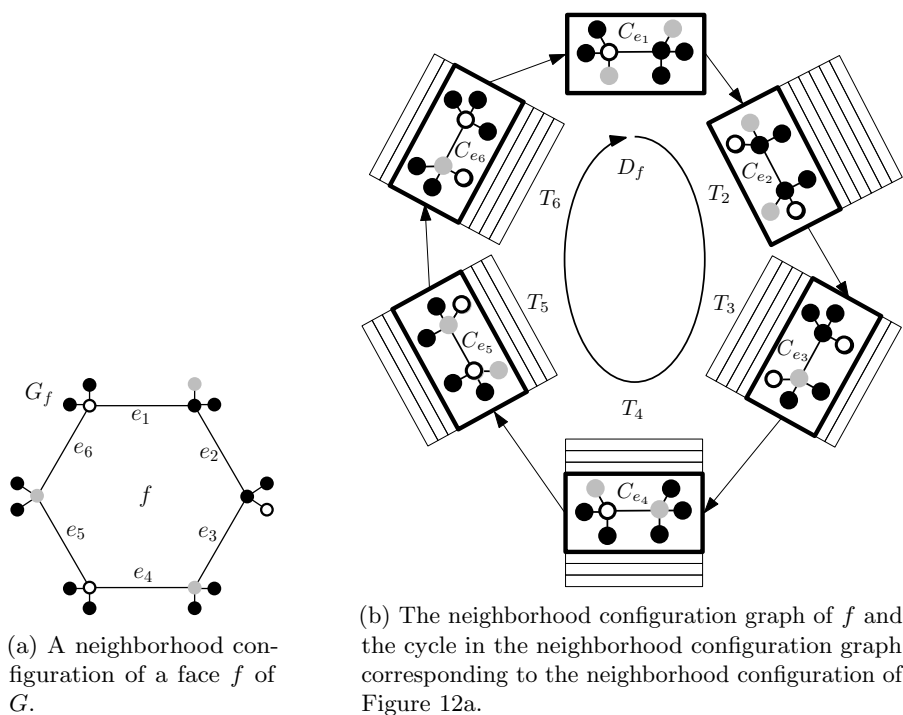 C_{e_1}
C_{e_6}
C_{e_2}
D_f
T_6
T_2
T_5
T_3
C_{e_5}
C_{e_3}
T_4
C_{e_4}
G_f
e_1
e_6
e_2
f
e_5
e_3
e_4
(a) A neighborhood con-
figuration of a face f of
G.
(b) The neighborhood configuration graph of f and
the cycle in the neighborhood configuration graph
corresponding to the neighborhood configuration of
Figure 12a.